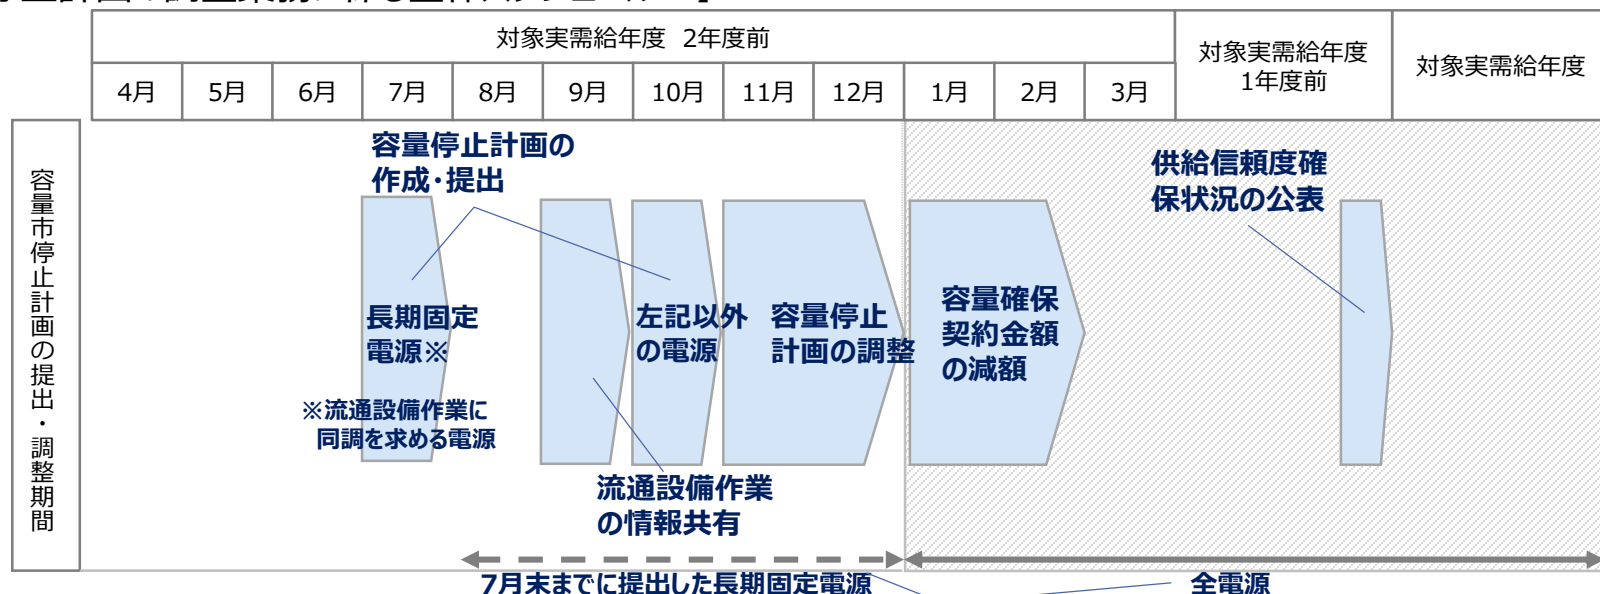 対象実需給年度 2年度前
対象実需給年度
1年度前
対象実需給年度
4月
5月
6月
7月
8月
9月
10月
11月
12月
1月
2月
3月
容量市停止計画の提出・調整期間
容量停止計画の
作成・提出
供給信頼度確
保状況の公表
長期固定
電源※
左記以外
の電源
容量停止
計画の調整
容量確保
契約金額
の減額
※流通設備作業に
同調を求める電源
流通設備作業
の情報共有
7月末までに提出した長期固定電源
全電源